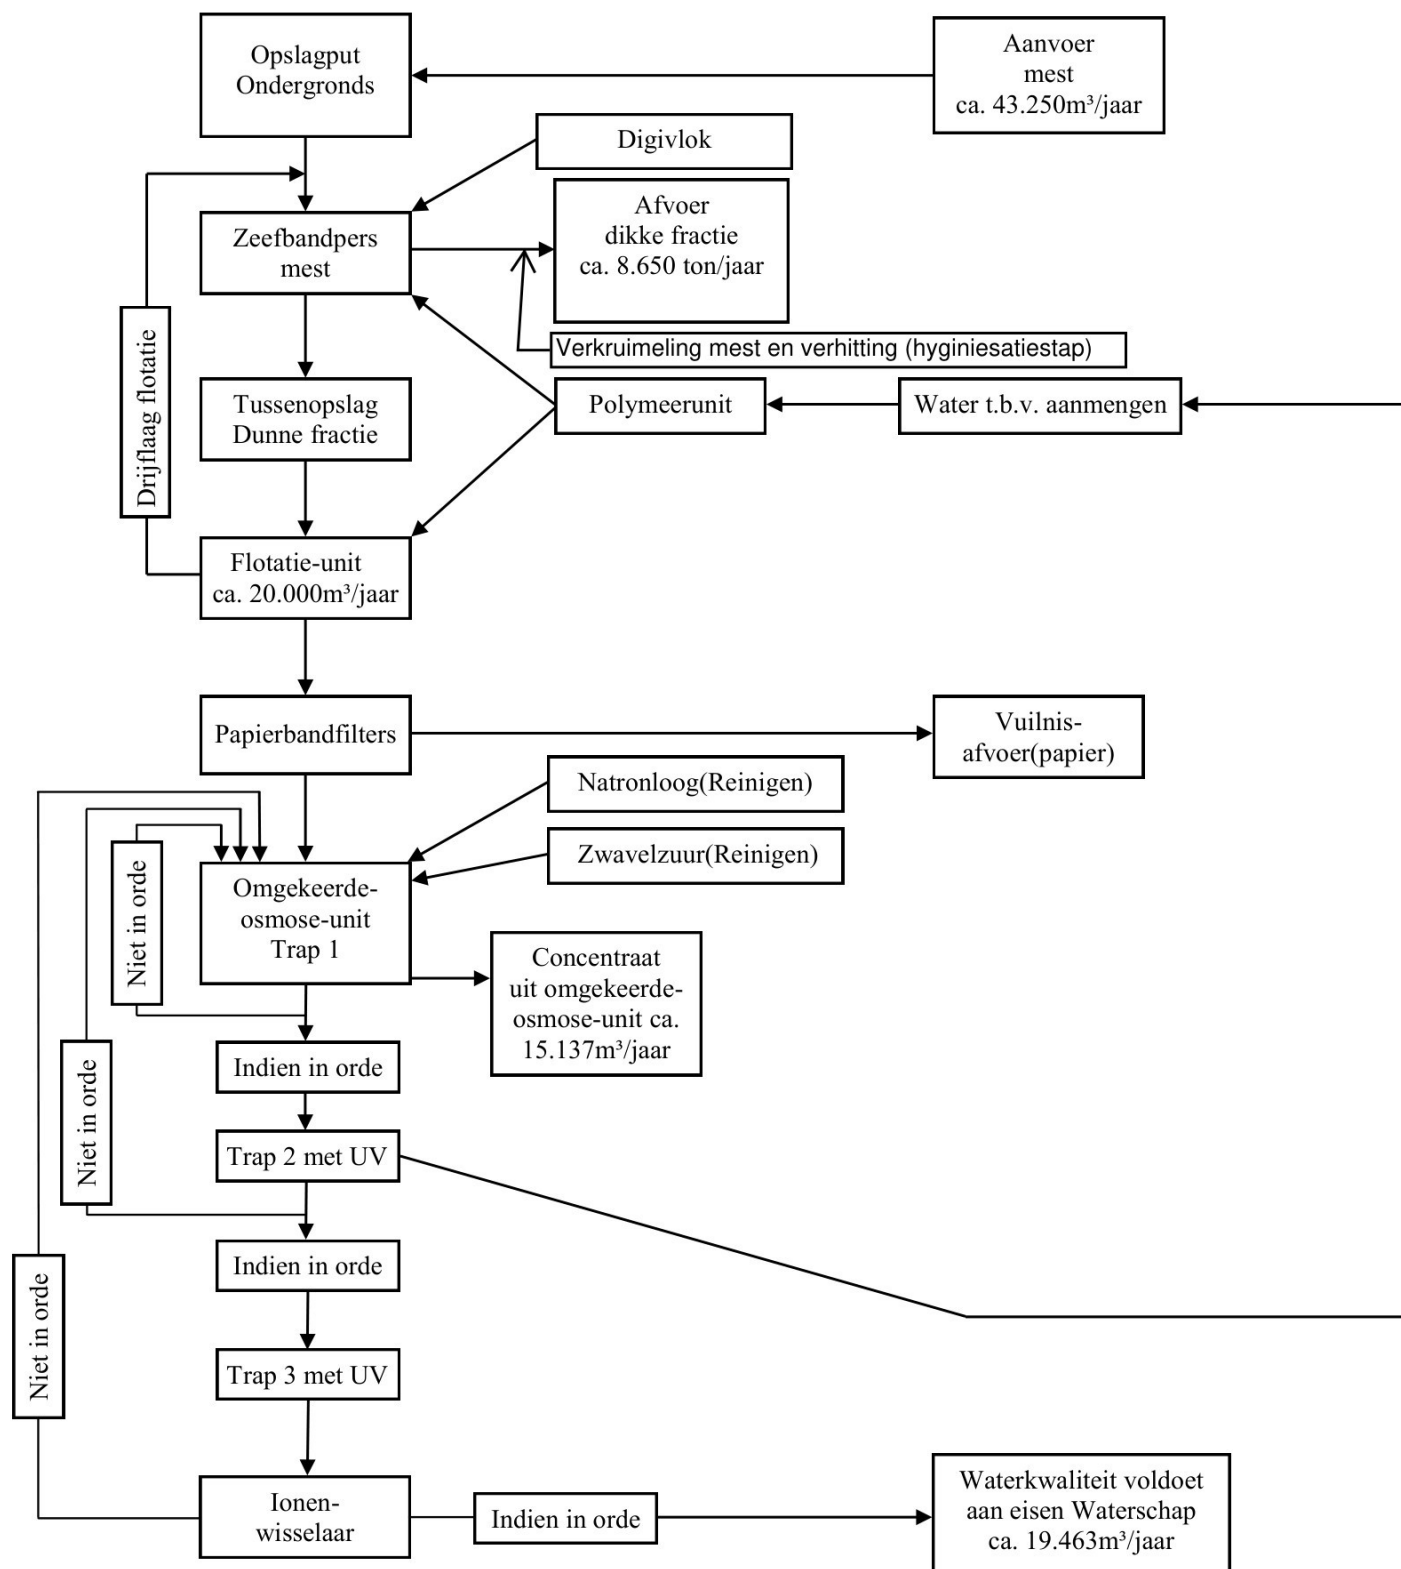 Opslagput
Ondergronds
Aanvoer
mest
ca. 43.250m³/jaar
Digivlok
Afvoer
dikke fractie
ca. 8.650 ton/jaar
Zeefbandpers
mest
Verkruimeling mest en verhitting (hyginiesatiestap)
Drijflaag flotatie
Tussenopslag
Dunne fractie
Polymeerunit
Water t.b.v. aanmengen
Flotatie-unit
ca. 20.000m³/jaar
Papierbandfilters
Vuilnis-
afvoer(papier)
Natronloog(Reinigen)
Zwavelzuur(Reinigen)
Niet in orde
Omgekeerde-
osmose-unit
Trap 1
Concentraat
uit omgekeerde-
osmose-unit ca.
15.137m³/jaar
Indien in orde
Niet in orde
Trap 2 met UV
Indien in orde
Niet in orde
Trap 3 met UV
Ionen-
wisselaar
Indien in orde
Waterkwaliteit voldoet
aan eisen Waterschap
ca. 19.463m³/jaar